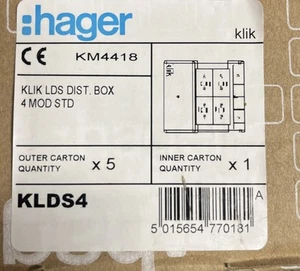 :hager
klik
CE KM4418
KLIK LDS DIST. BOX
4 MOD STD
OUTER CARTON
QUANTITY x 5
INNER CARTON
QUANTITY x 1
KLDS4
A
5 015654 770181